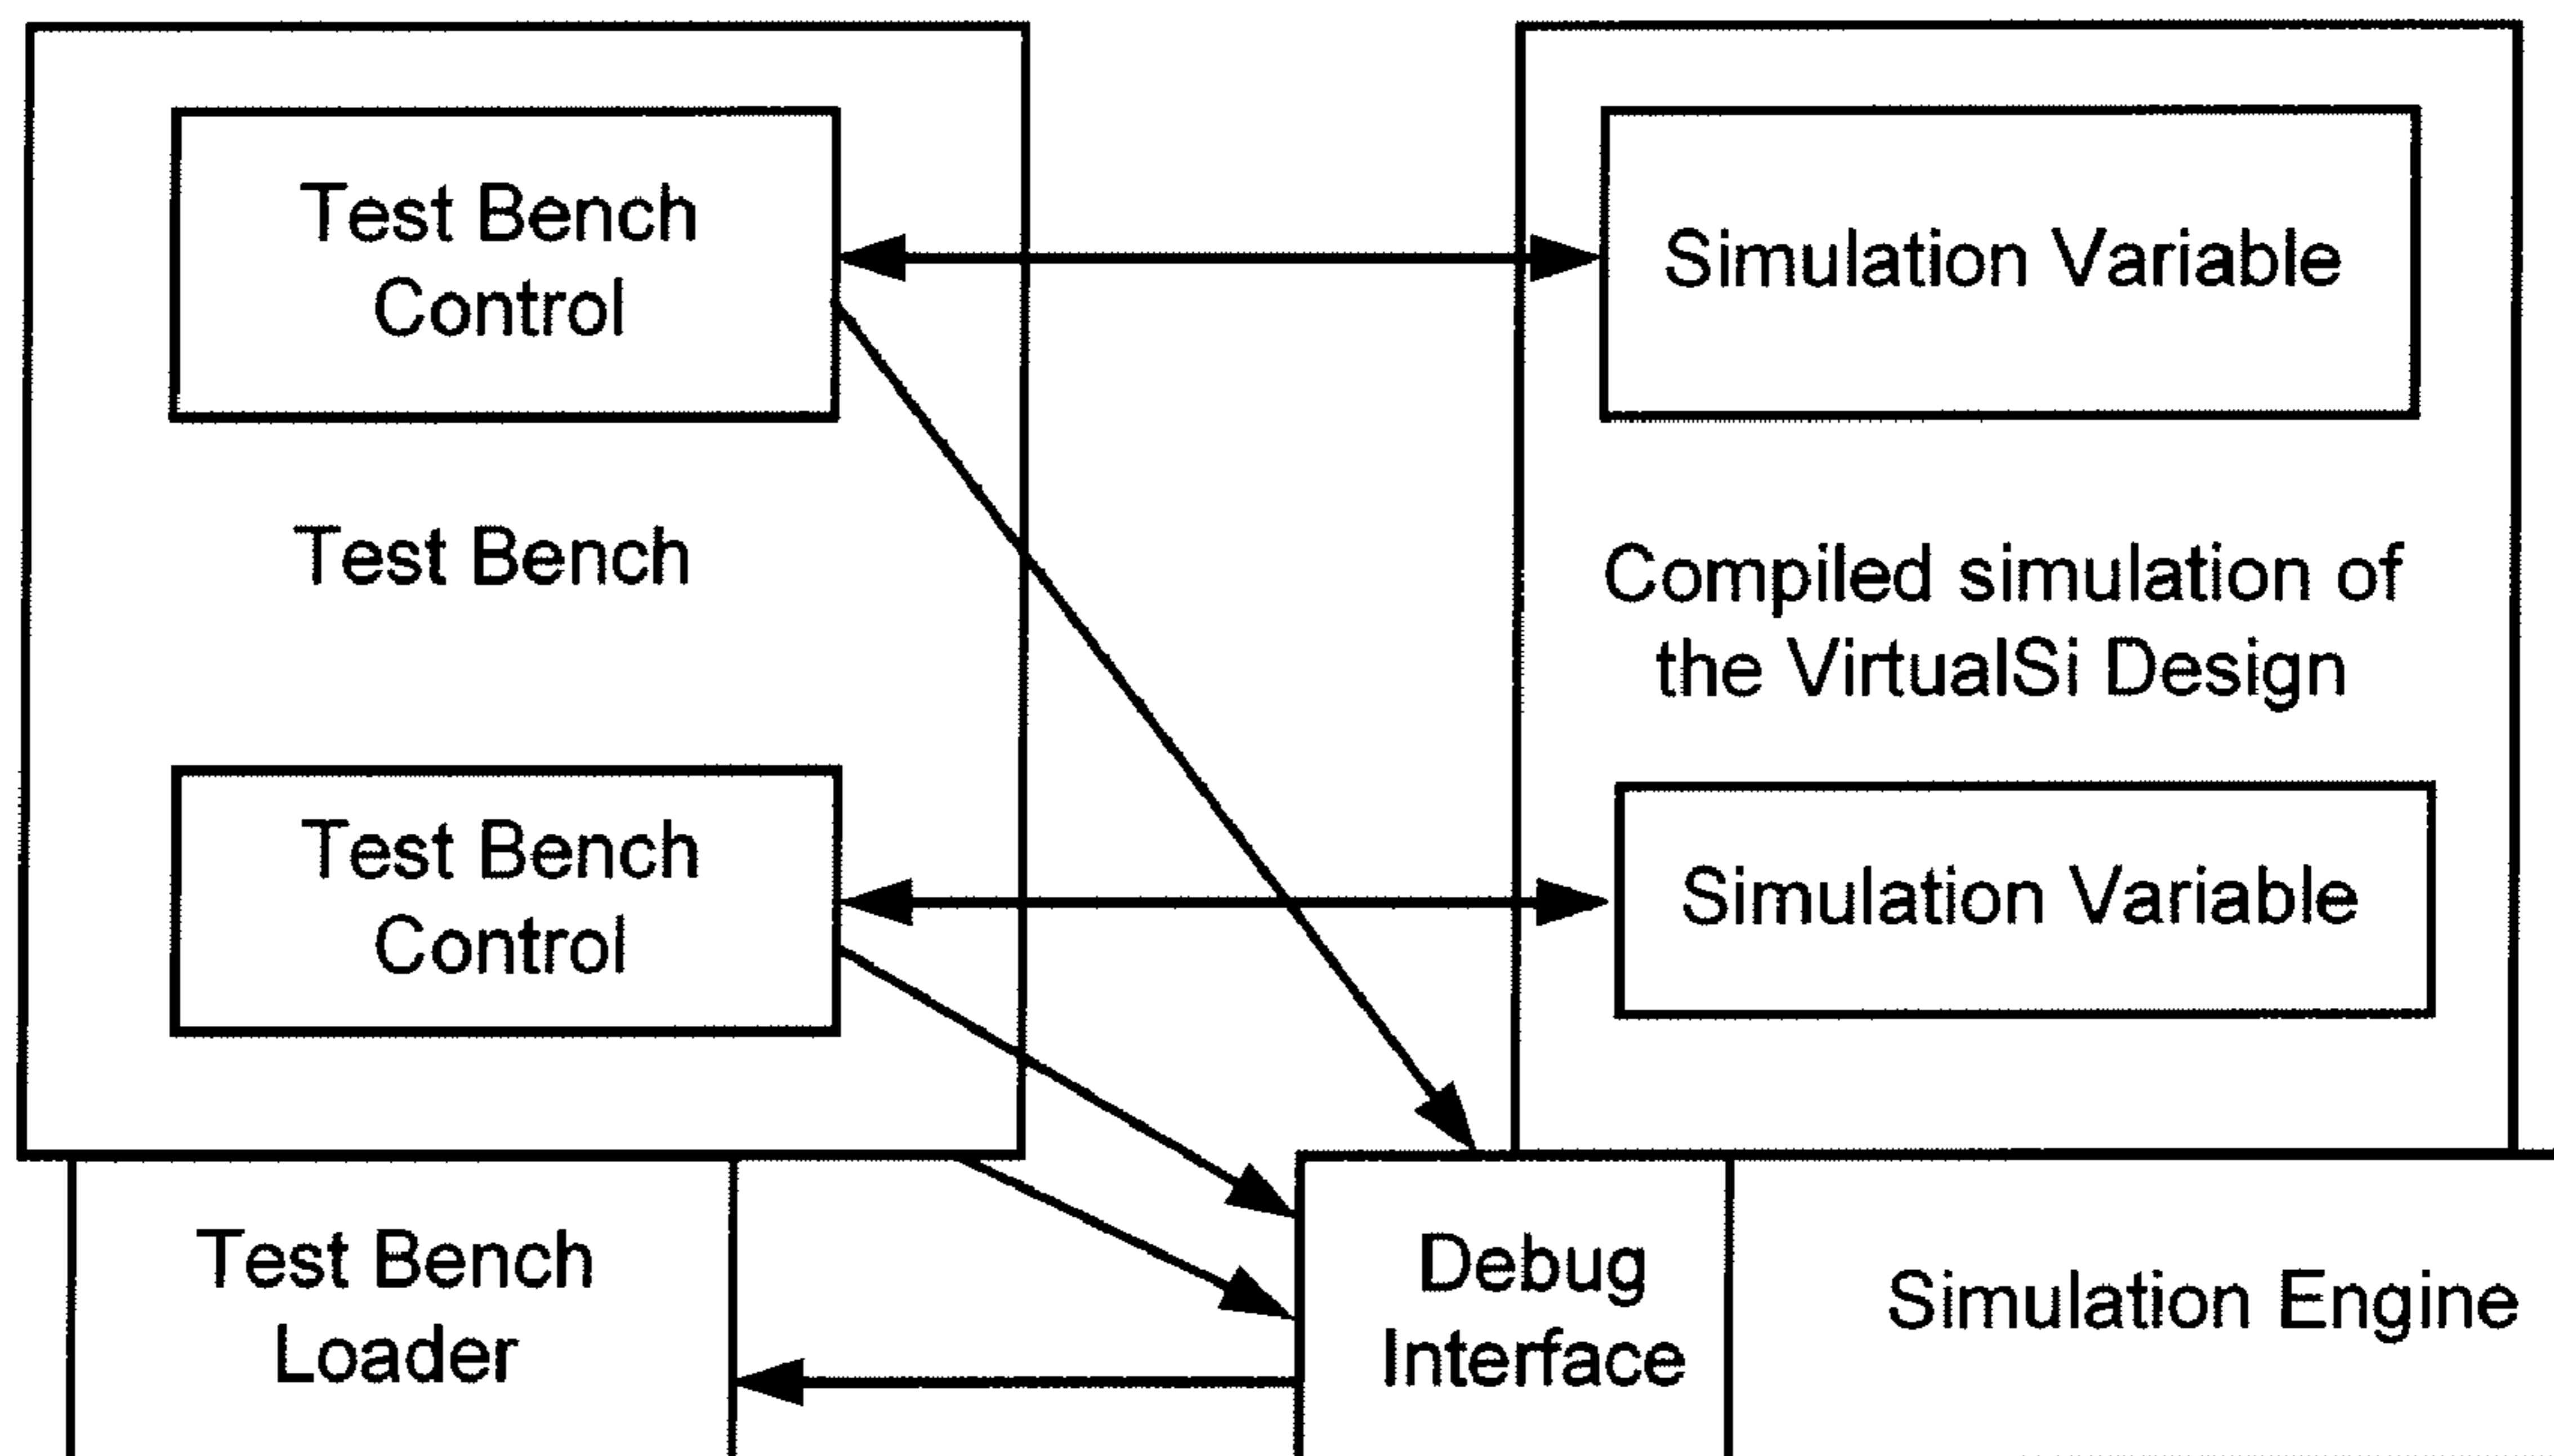 Test Bench
Control
Simulation Variable
Test Bench
Compiled simulation of
the VirtualSi Design
Test Bench
Control
Simulation Variable
Test Bench
Loader
Debug
Interface
Simulation Engine